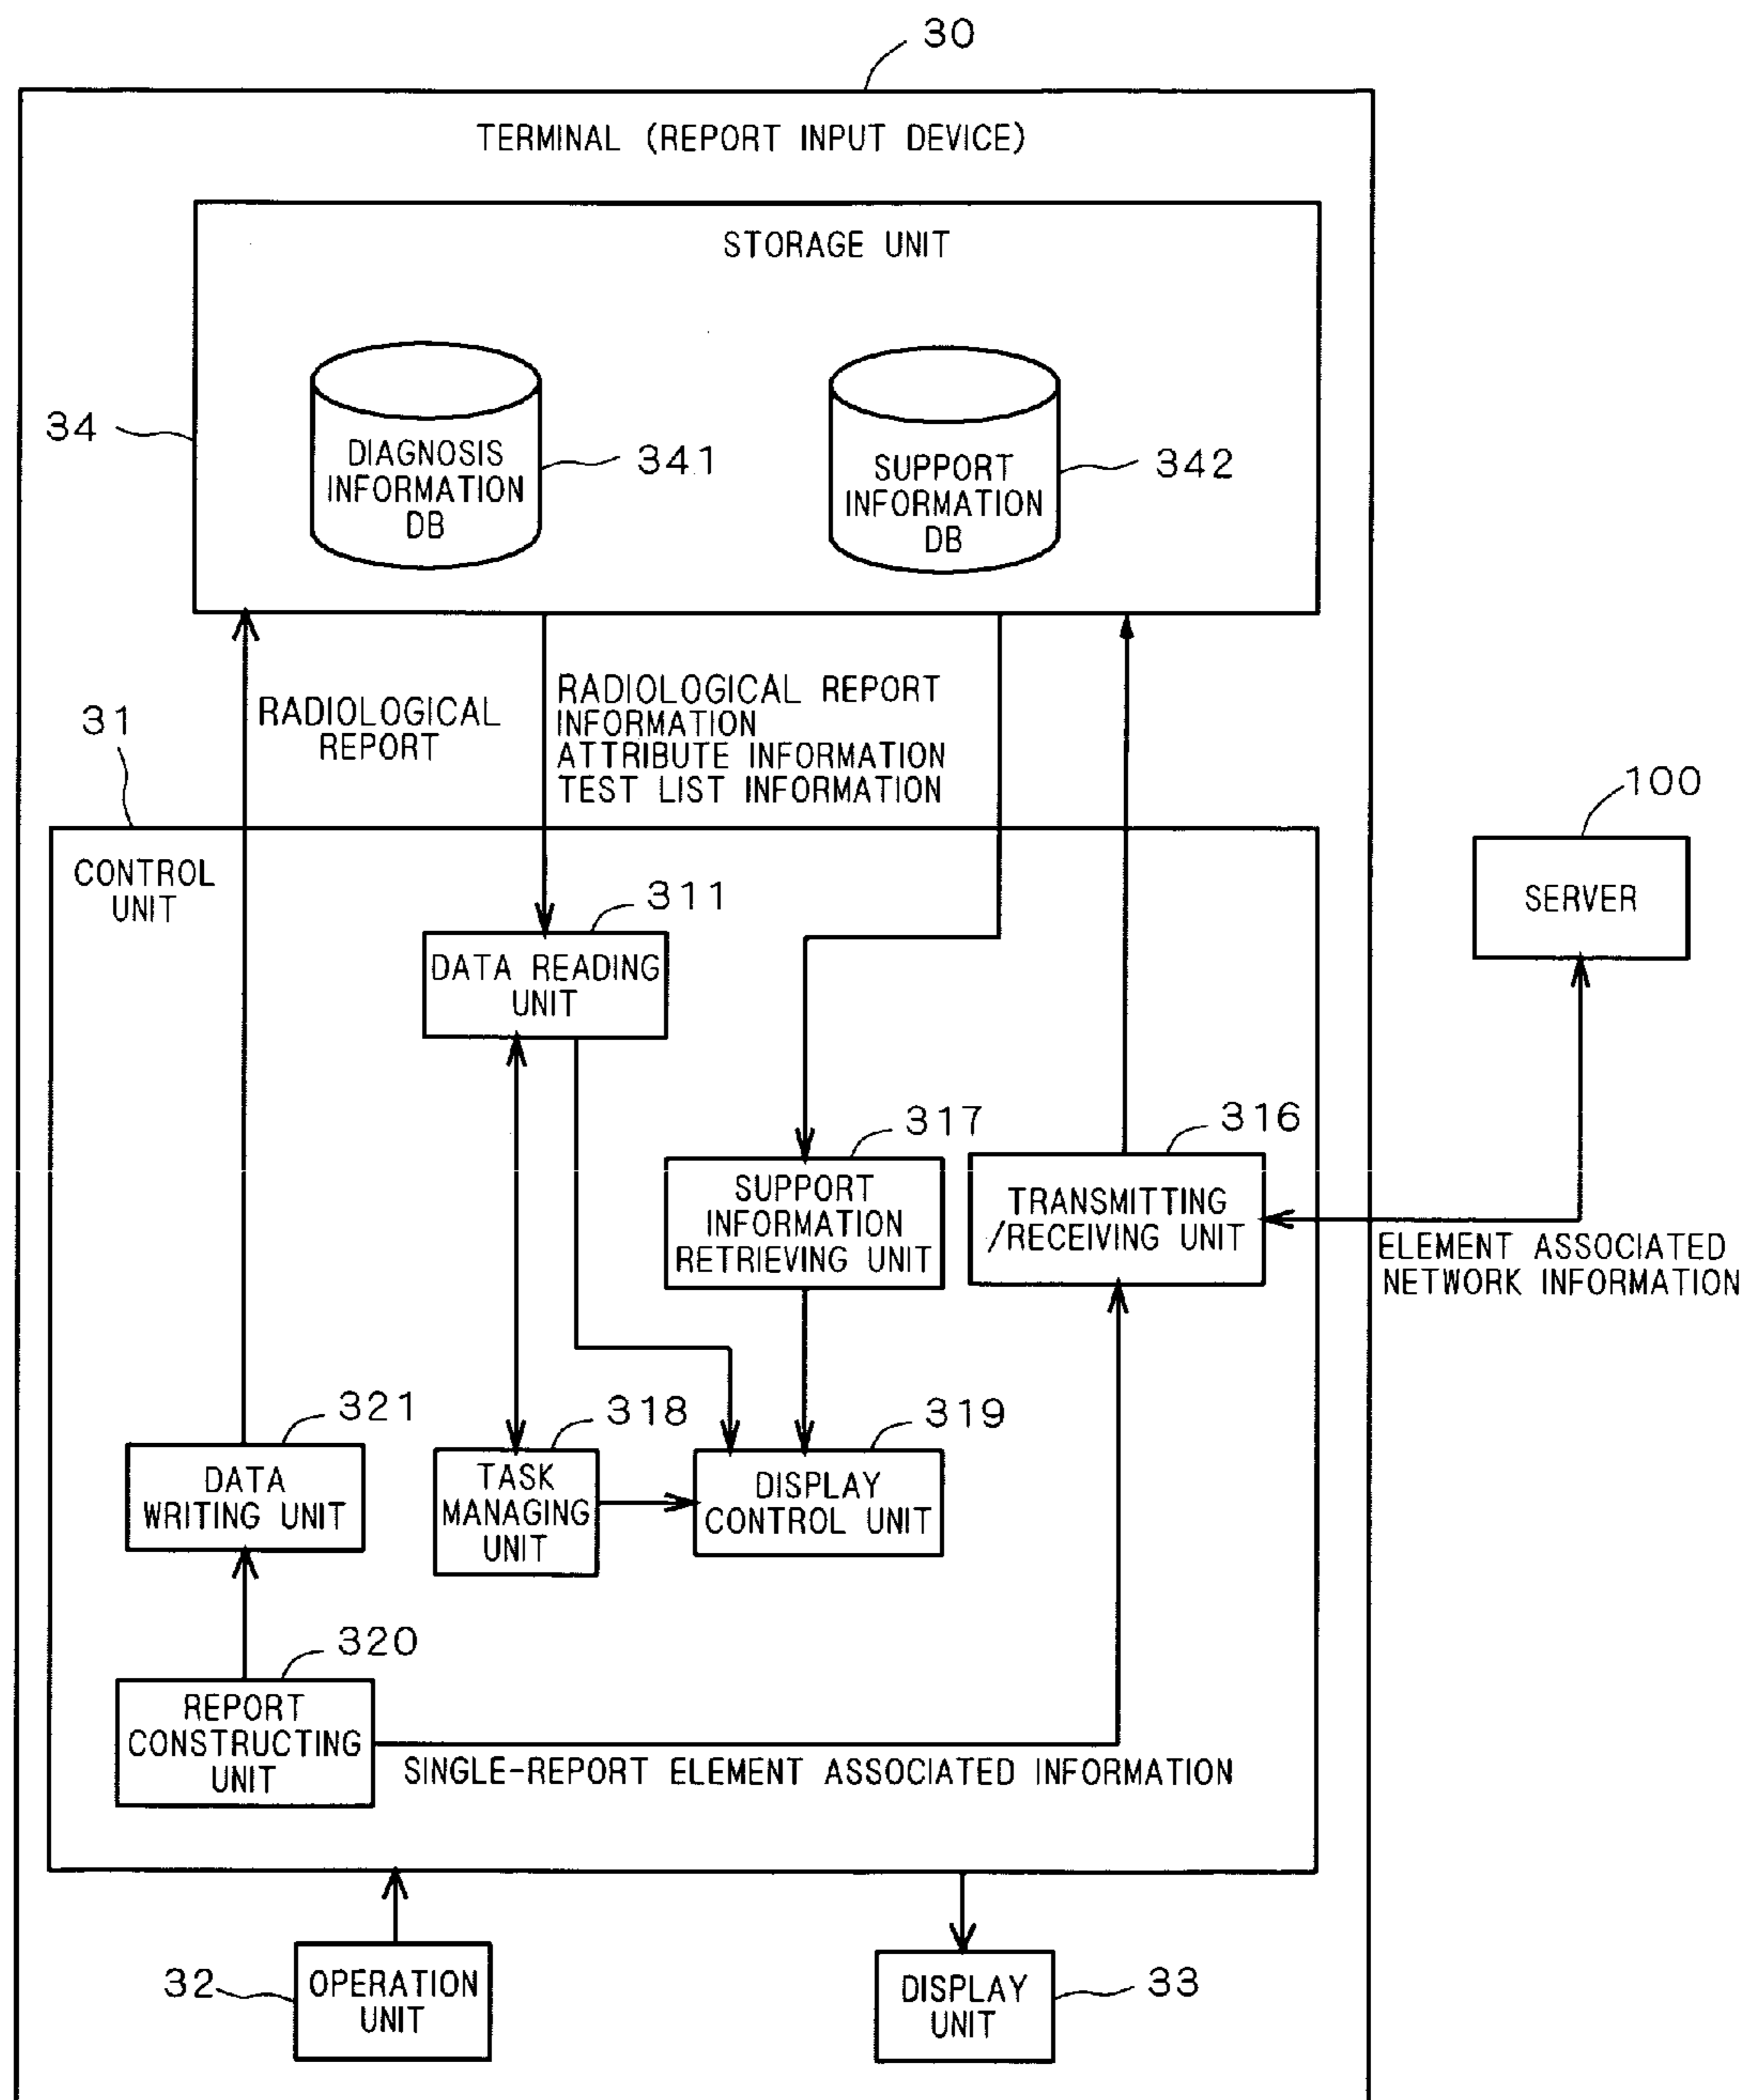 30
TERMINAL (REPORT INPUT DEVICE)
STORAGE UNIT
34
DIAGNOSIS
INFORMATION
DB
341
SUPPORT
INFORMATION
DB
342
RADIOLOGICAL
REPORT
RADIOLOGICAL REPORT
INFORMATION
ATTRIBUTE INFORMATION
TEST LIST INFORMATION
31
CONTROL
UNIT
100
SERVER
311
DATA READING
UNIT
317
SUPPORT
INFORMATION
RETRIEVING UNIT
316
TRANSMITTING
/RECEIVING UNIT
ELEMENT ASSOCIATED
NETWORK INFORMATION
321
DATA
WRITING UNIT
318
TASK
MANAGING
UNIT
319
DISPLAY
CONTROL UNIT
320
REPORT
CONSTRUCTING
UNIT
SINGLE-REPORT ELEMENT ASSOCIATED INFORMATION
32
OPERATION
UNIT
DISPLAY
UNIT
33